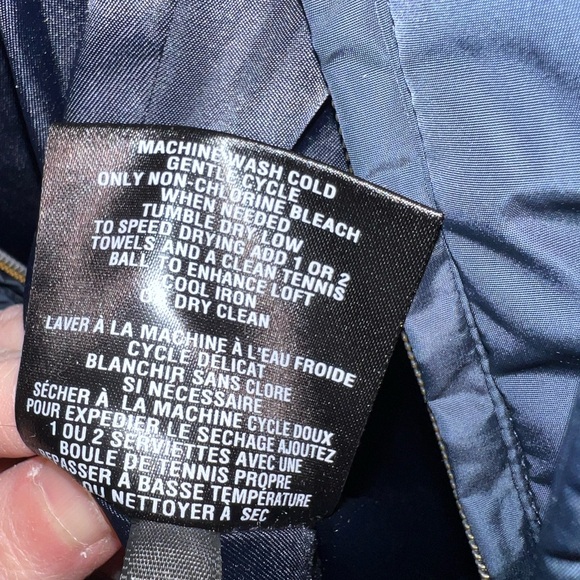 MACHINE WASH COLD
GENTLE CYCLE
ONLY NON-CHLORINE BLEACH
WHEN NEEDED
TUMBLE DRY LOW
TO SPEED DRYING ADD 1 OR 2
TOWELS AND A CLEAN TENNIS
BALL TO ENHANCE LOFT
COOL IRON
OR DRY CLEAN
LAVER À LA MACHINE À L'EAU FROIDE
CYCLE DÉLICAT
BLANCHIR SANS CLORE
SI NÉCESSAIRE
SÉCHER À LA MACHINE CYCLE DOUX
POUR EXPEDIER LE SECHAGE AJOUTEZ
1 OU 2 SERMIETTES AVEC UNE
BOULE DE TENNIS PROPRE
REPASSER À BASSE TEMPÉRATURE
OU NETTOYER À SEC